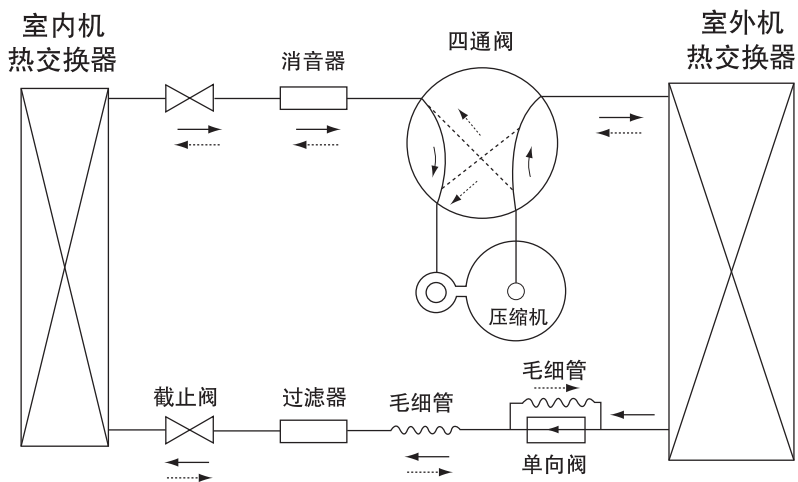 室内机
热交换器
消音器
四通阀
室外机
热交换器
压缩机
截止阀
过滤器
毛细管
毛细管
单向阀